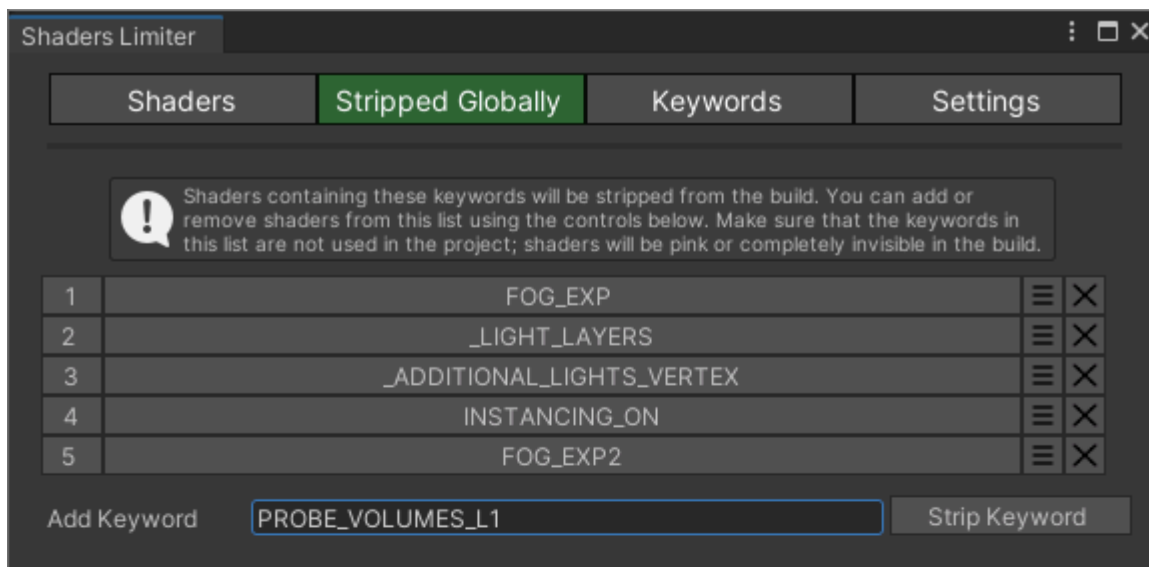 Shaders Limiter
Shaders Stripped Globally Keywords Settings
Shaders containing these keywords will be stripped from the build. You can add or
remove shaders from this list using the controls below. Make sure that the keywords in
this list are not used in the project; shaders will be pink or completely invisible in the build.
1 FOG_EXP
2 _LIGHT_LAYERS
3 _ADDITIONAL_LIGHTS_VERTEX
4 INSTANCING_ON
5 FOG_EXP2
Add Keyword PROBE_VOLUMES_L1 Strip Keyword